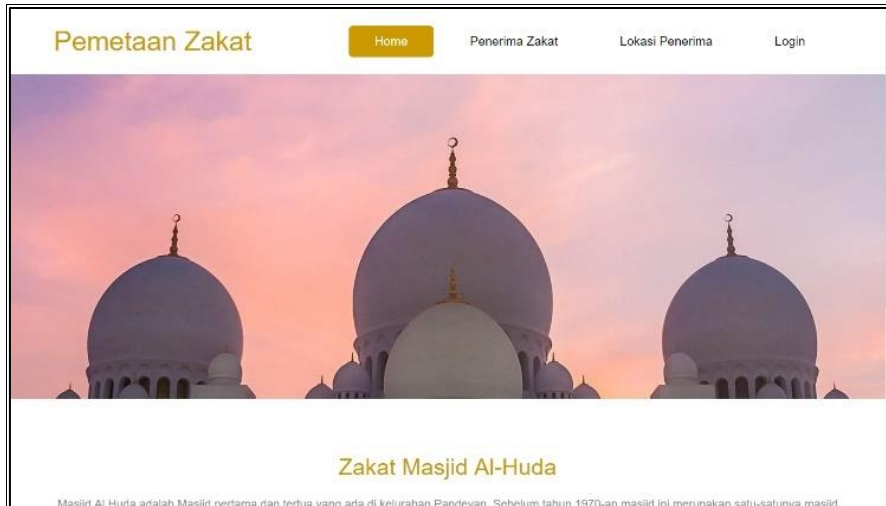 Pemetaan Zakat
Home
Penerima Zakat
Lokasi Penerima
Login
Zakat Masjid Al-Huda
Masjid Al Huda adalah Masjid pertama dan tertua yang ada di kelurahan Pandeyan. Sebelum tahun 1970-an masjid ini merupakan satu-satunya masjid